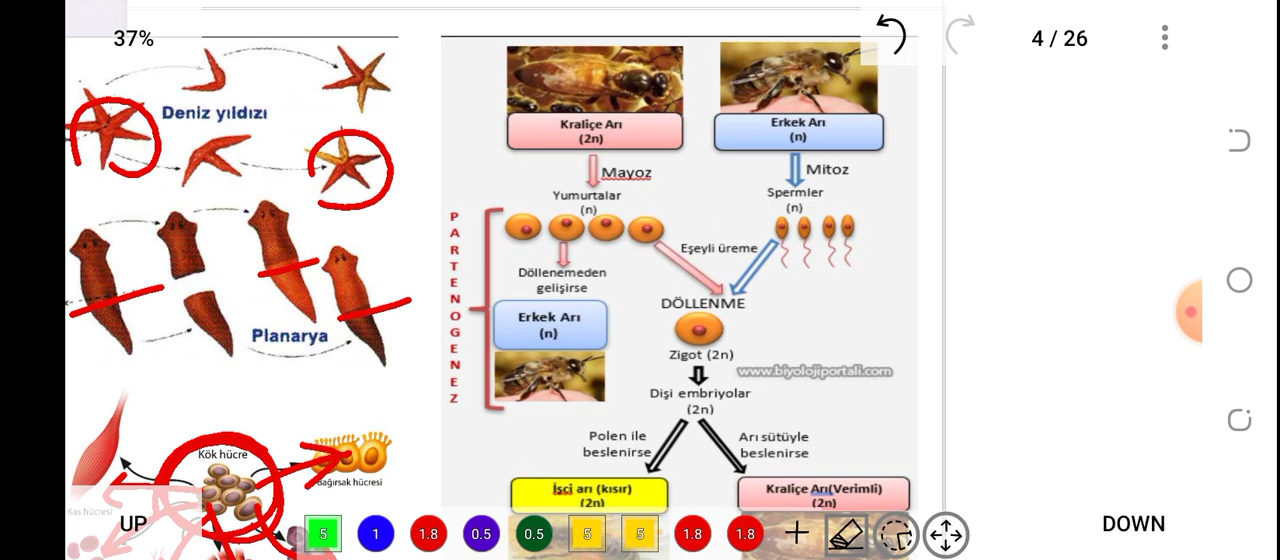 37%
4 / 26
Deniz yıldızı
Planarya
Kök hücre
bağırsak hücresi
Kas hücresi
UP
Kraliçe Arı
(2n)
Erkek Arı
(n)
Mayoz
Mitoz
Yumurtalar
(n)
Spermler
(n)
PARTENOGENEZ
Eşeyli üreme
Döllenemeden
gelişirse
DÖLLENME
Erkek Arı
(n)
Zigot (2n)
www.biyolojiportali.com
Dişi embriyolar
(2n)
Polen ile
beslenirse
Arı sütüyle
beslenirse
İşçi arı (kısır)
(2n)
Kraliçe Arı(Verimli)
(2n)
5
1
1.8
0.5
0.5
5
5
1.8
1.8
DOWN